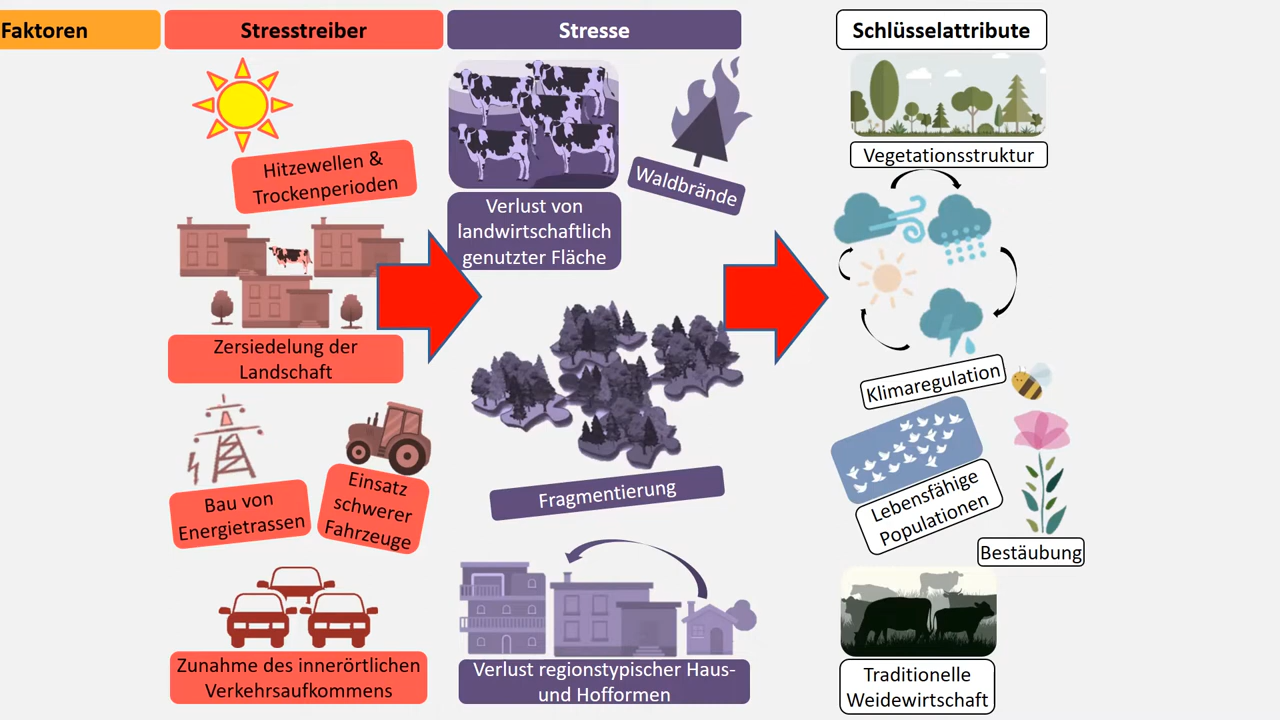 Faktoren
Stresstreiber
Stresse
Schlüsselattribute
Hitzewellen &
Trockenperioden
Zersiedelung der
Landschaft
Bau von
Energietrassen
Einsatz
schwerer
Fahrzeuge
Zunahme des innerörtlichen
Verkehrsaufkommens
Verlust von
landwirtschaftlich
genutzter Fläche
Waldbrände
Fragmentierung
Verlust regionstypischer Haus-
und Hofformen
Vegetationsstruktur
Klimaregulation
Lebensfähige
Populationen
Bestäubung
Traditionelle
Weidewirtschaft